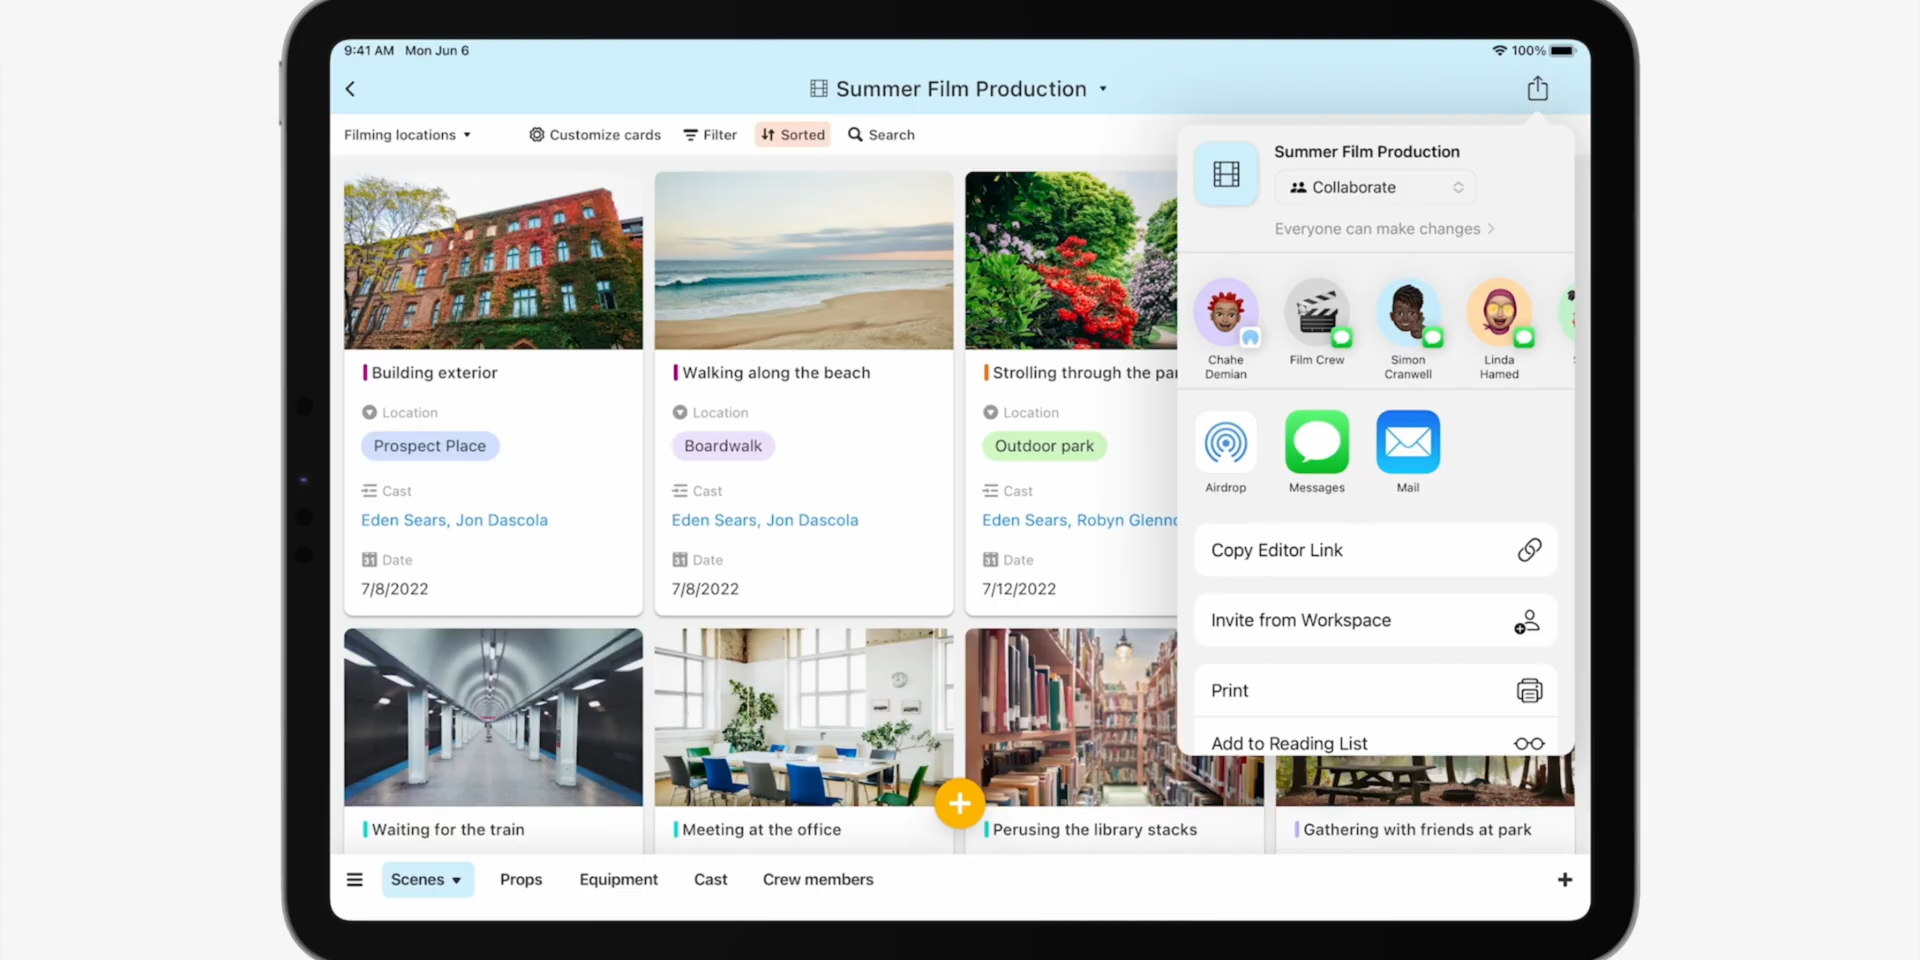 9:41 AM Mon Jun 6
100%
Summer Film Production
Filming locations
Customize cards
Filter
Sorted
Search
Summer Film Production
Collaborate
Everyone can make changes
Chahe
Demian
Film Crew
Simon
Cranwell
Linda
Hamed
Airdrop
Messages
Mail
Copy Editor Link
Invite from Workspace
Print
Add to Reading List
Building exterior
Location
Prospect Place
Cast
Eden Sears, Jon Dascola
31 Date
7/8/2022
Walking along the beach
Location
Boardwalk
Cast
Eden Sears, Jon Dascola
31 Date
7/8/2022
Strolling through the
Location
Outdoor park
Cast
Eden Sears, Robyn
31 Date
7/12/2022
Waiting for the train
Meeting at the office
Perusing the library stacks
Gathering with friends at park
Scenes
Props
Equipment
Cast
Crew members